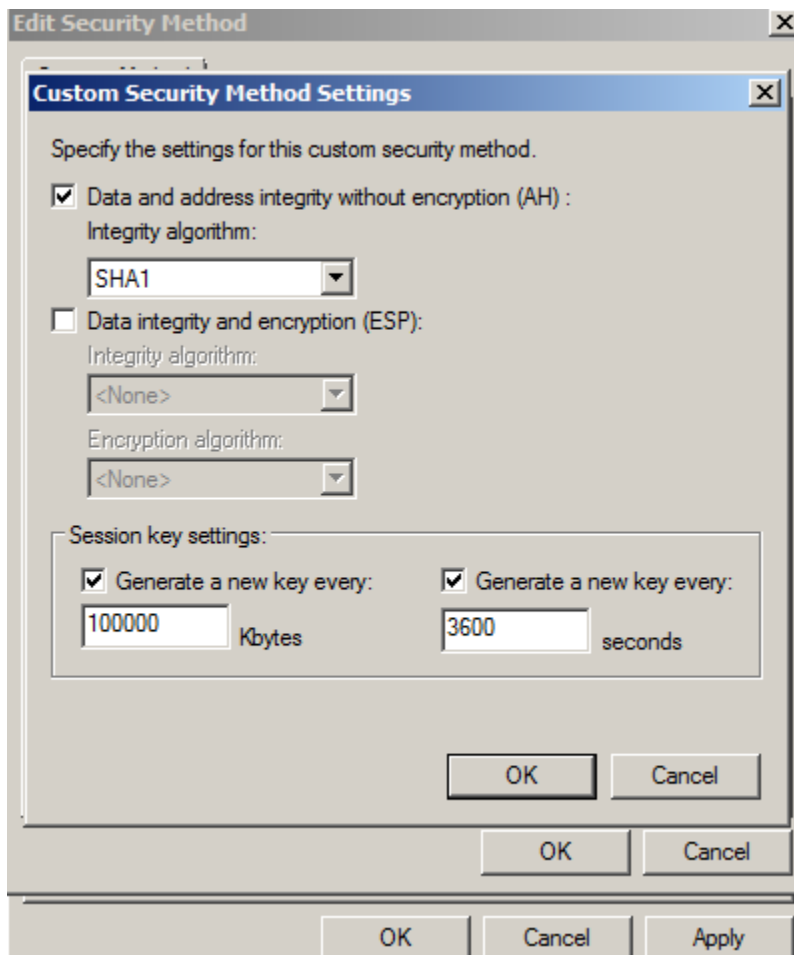 Edit Security Method
Custom Security Method Settings
Specify the settings for this custom security method.
Data and address integrity without encryption (AH) :
Integrity algorithm:
SHA1
Data integrity and encryption (ESP):
Integrity algorithm:
<None>
Encryption algorithm:
<None>
Session key settings:
Generate a new key every: Generate a new key every:
100000 Kbytes 3600 seconds
OK Cancel
OK Cancel
OK Cancel Apply